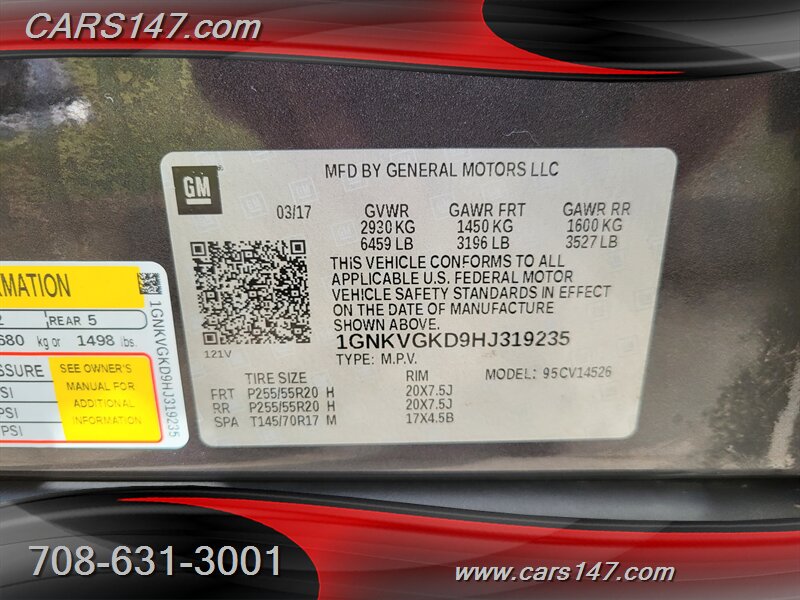 CARS147.com
GM
MFD BY GENERAL MOTORS LLC
03/17
GVWR GAWR FRT GAWR RR
2930 KG 1450 KG 1600 KG
6459 LB 3196 LB 3527 LB
THIS VEHICLE CONFORMS TO ALL
APPLICABLE U.S. FEDERAL MOTOR
VEHICLE SAFETY STANDARDS IN EFFECT
ON THE DATE OF MANUFACTURE
SHOWN ABOVE.
1GNKVGKD9HJ319235
121V
TYPE: M.P.V.
MODEL: 95CV14526
TIRE SIZE RIM
FRT P255/55R20 H 20X7.5J
RR P255/55R20 H 20X7.5J
SPA T145/70R17 M 17X4.5B
REAR 5
680 kg or 1498 lbs.
SEE OWNER'S
MANUAL FOR
ADDITIONAL
INFORMATION
PSI
1GNKVGKD9HJ319235
708-631-3001
www.cars147.com